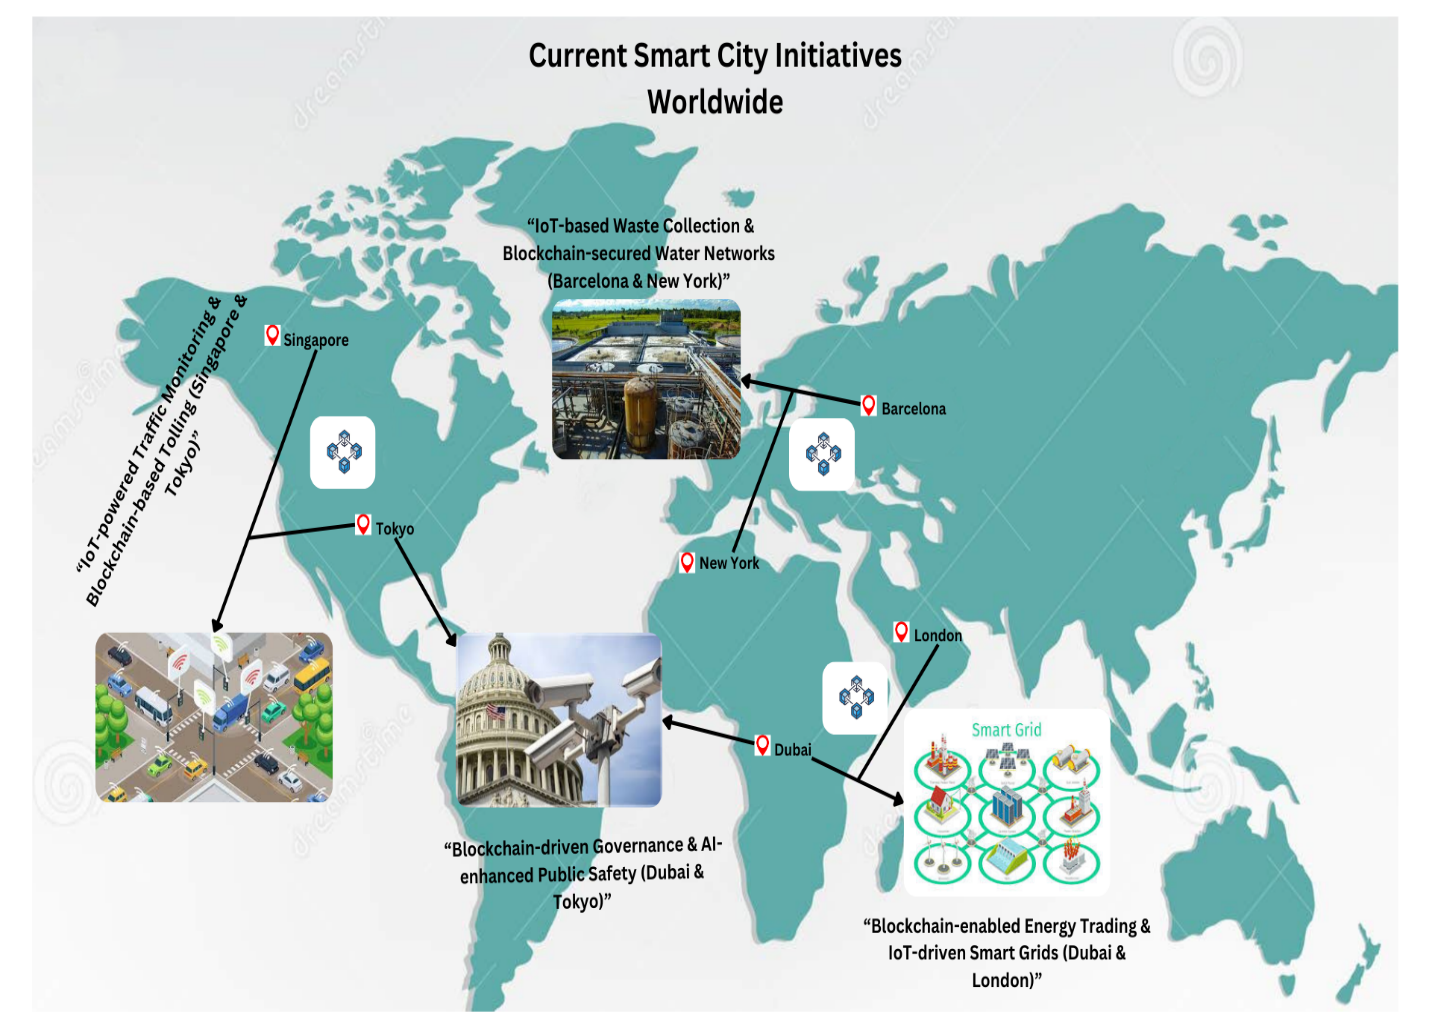 Current Smart City Initiatives
Worldwide
“IoT-based Waste Collection &
Blockchain-secured Water Networks
(Barcelona & New York)”
“IoT-powered Traffic Monitoring &
Blockchain-based Tolling (Singapore &
Tokyo)”
Singapore
Barcelona
Tokyo
New York
London
Dubai
Smart Grid
“Blockchain-driven Governance & AI-
enhanced Public Safety (Dubai &
Tokyo)”
“Blockchain-enabled Energy Trading &
IoT-driven Smart Grids (Dubai &
London)”
dreamstime